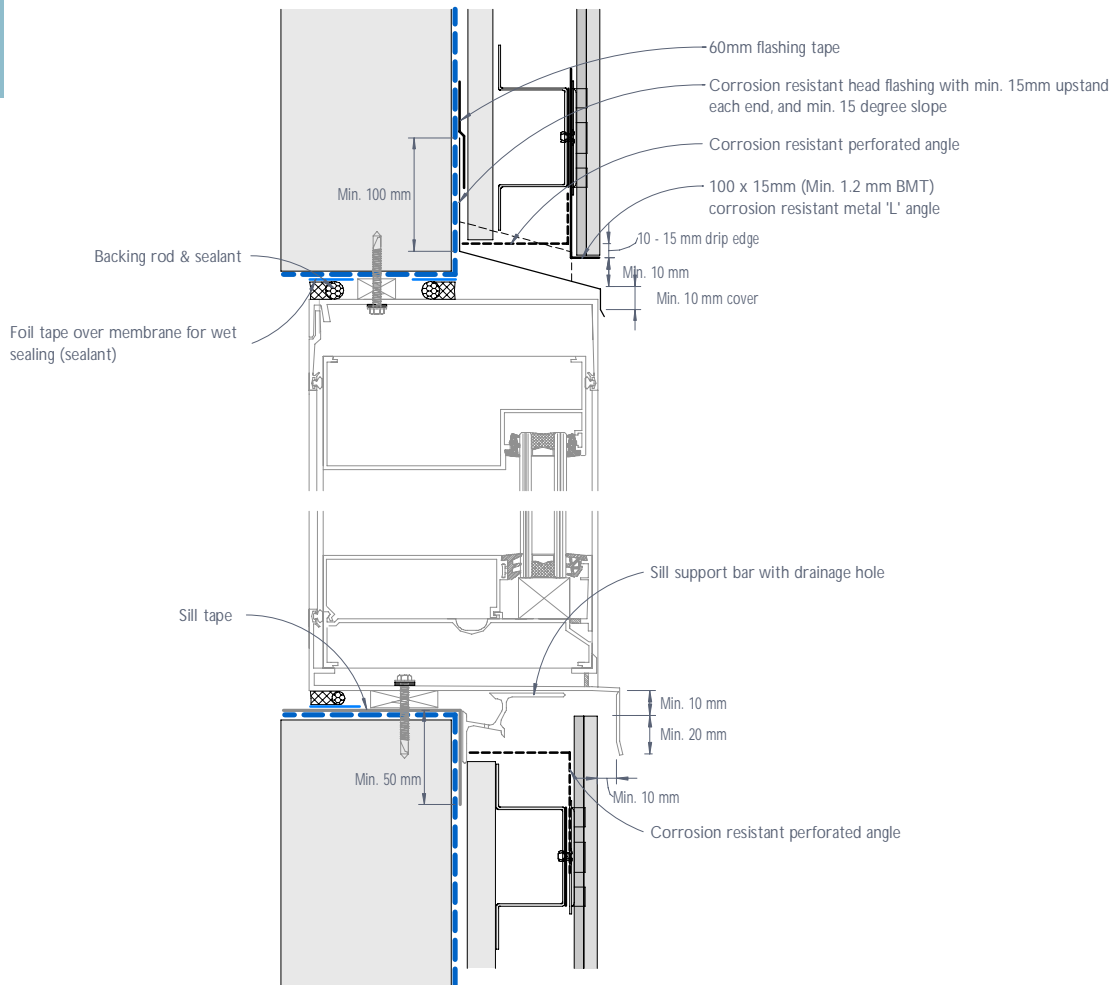 60mm flashing tape
Corrosion resistant head flashing with min. 15mm upstand
each end, and min. 15 degree slope
Corrosion resistant perforated angle
Min. 100 mm
100 x 15mm (Min. 1.2 mm BMT)
corrosion resistant metal 'L' angle
10 - 15 mm drip edge
Backing rod & sealant
Min. 10 mm
Min. 10 mm cover
Foil tape over membrane for wet
sealing (sealant)
Sill support bar with drainage hole
Sill tape
Min. 10 mm
Min. 20 mm
Min. 50 mm
Min. 10 mm
Corrosion resistant perforated angle